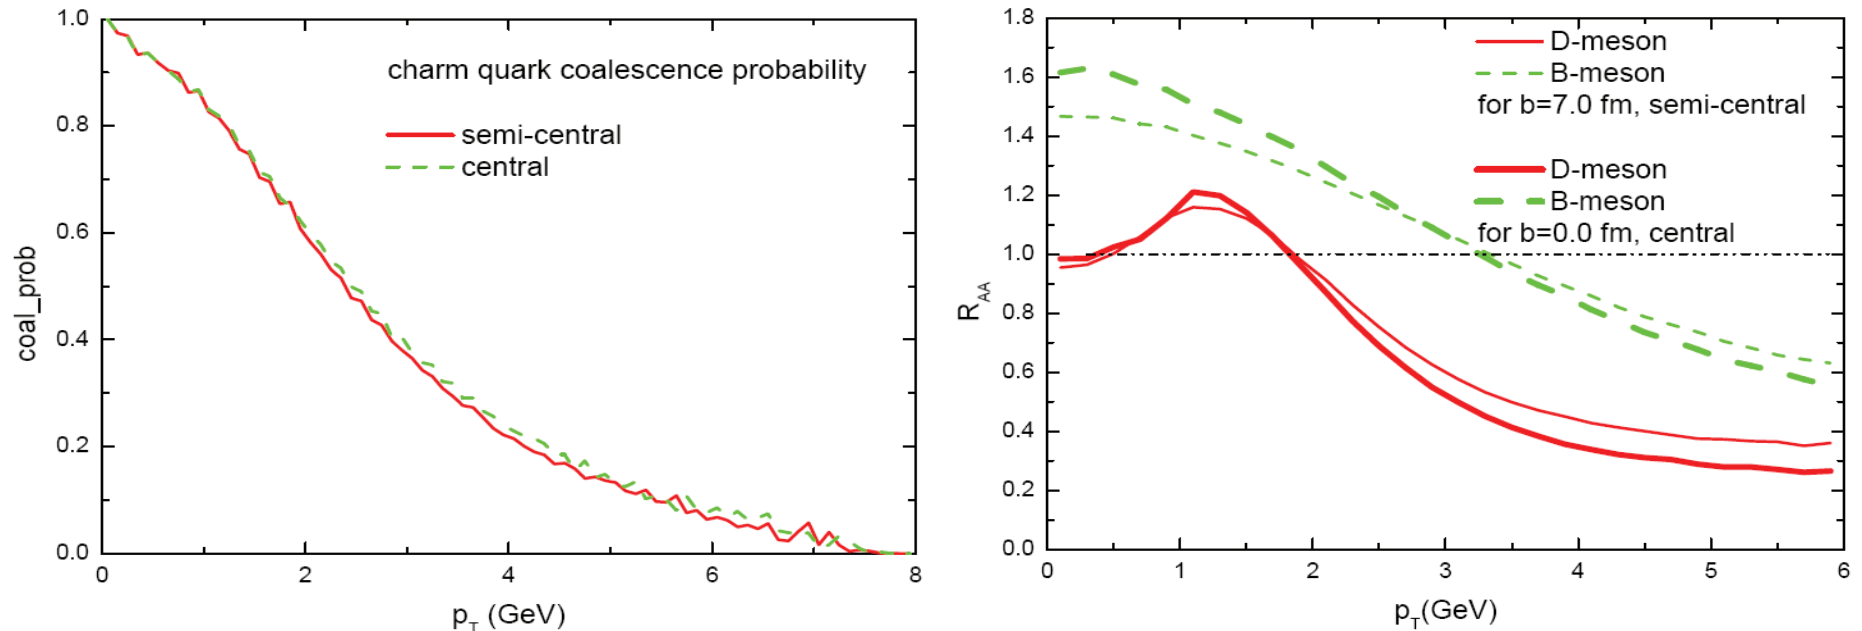 coal_prob
1.0
0.8
0.6
0.4
0.2
0.0
charm quark coalescence probability
semi-central
central
0 2 4 6 8
p_T (GeV)
R_AA
1.8
1.6
1.4
1.2
1.0
0.8
0.6
0.4
0.2
0.0
D-meson
B-meson
for b=7.0 fm, semi-central
D-meson
B-meson
for b=0.0 fm, central
0 1 2 3 4 5 6
p_T(GeV)